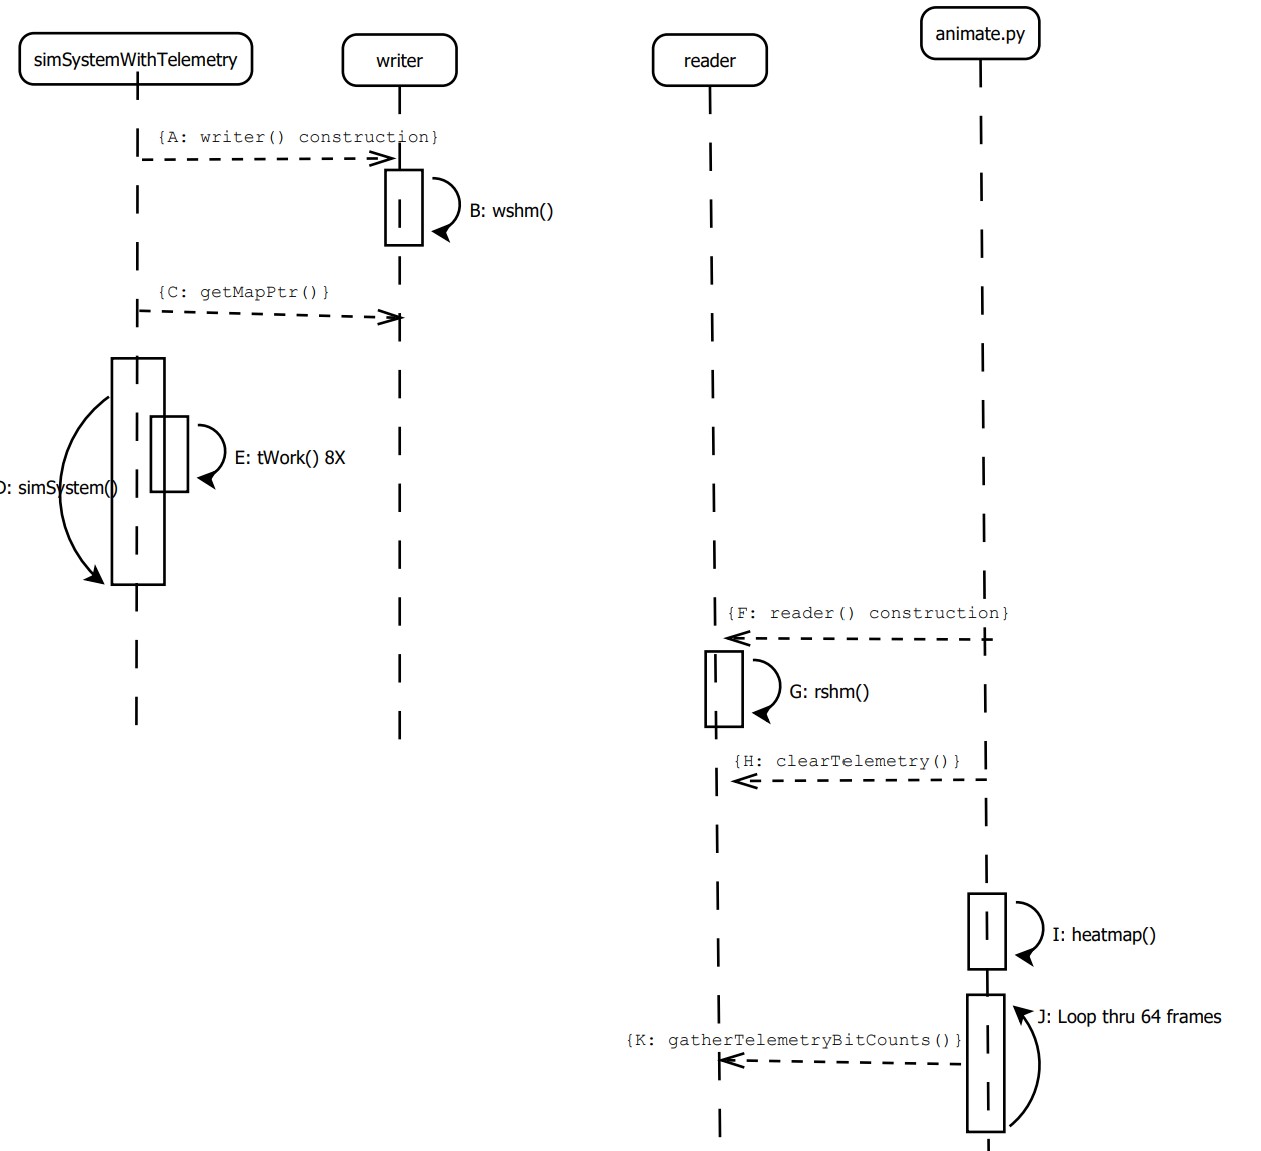 simSystemWithTelemetry
writer
reader
animate.py
{A: writer() construction}
B: wshm()
{C: getMapPtr()}
E: tWork() 8X
D: simSystem()
{F: reader() construction}
G: rshm()
{H: clearTelemetry()}
I: heatmap()
J: Loop thru 64 frames
{K: gatherTelemetryBitCounts()}